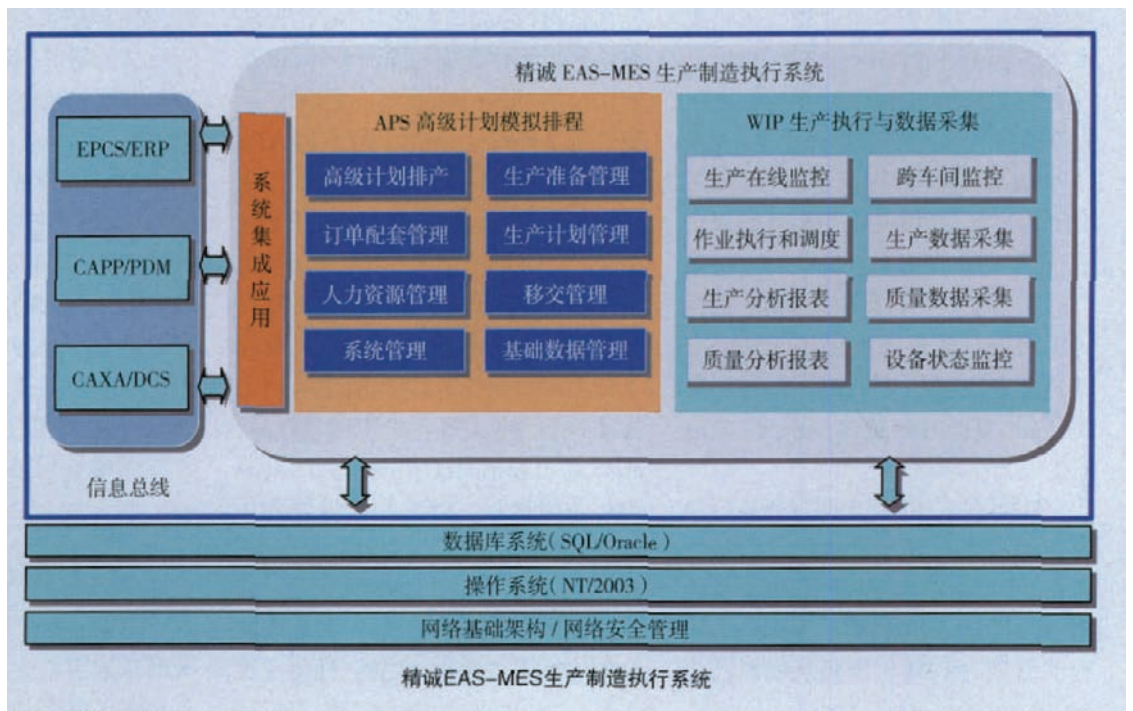 精诚 EAS-MES 生产制造执行系统
EPCS/ERP
CAPP/PDM
CAXA/DCS
信息总线
系统集成应用
APS 高级计划模拟排程
高级计划排产
生产准备管理
订单配套管理
生产计划管理
人力资源管理
移交管理
系统管理
基础数据管理
WIP 生产执行与数据采集
生产在线监控
跨车间监控
作业执行和调度
生产数据采集
生产分析报表
质量数据采集
质量分析报表
设备状态监控
数据库系统(SQL/Oracle)
操作系统(NT/2003)
网络基础架构/网络安全管理
精诚EAS-MES生产制造执行系统